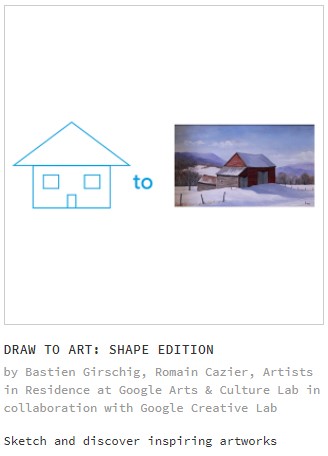 to
DRAW TO ART: SHAPE EDITION
by Bastien Girschig, Romain Cazier, Artists
in Residence at Google Arts & Culture Lab in
collaboration with Google Creative Lab
Sketch and discover inspiring artworks